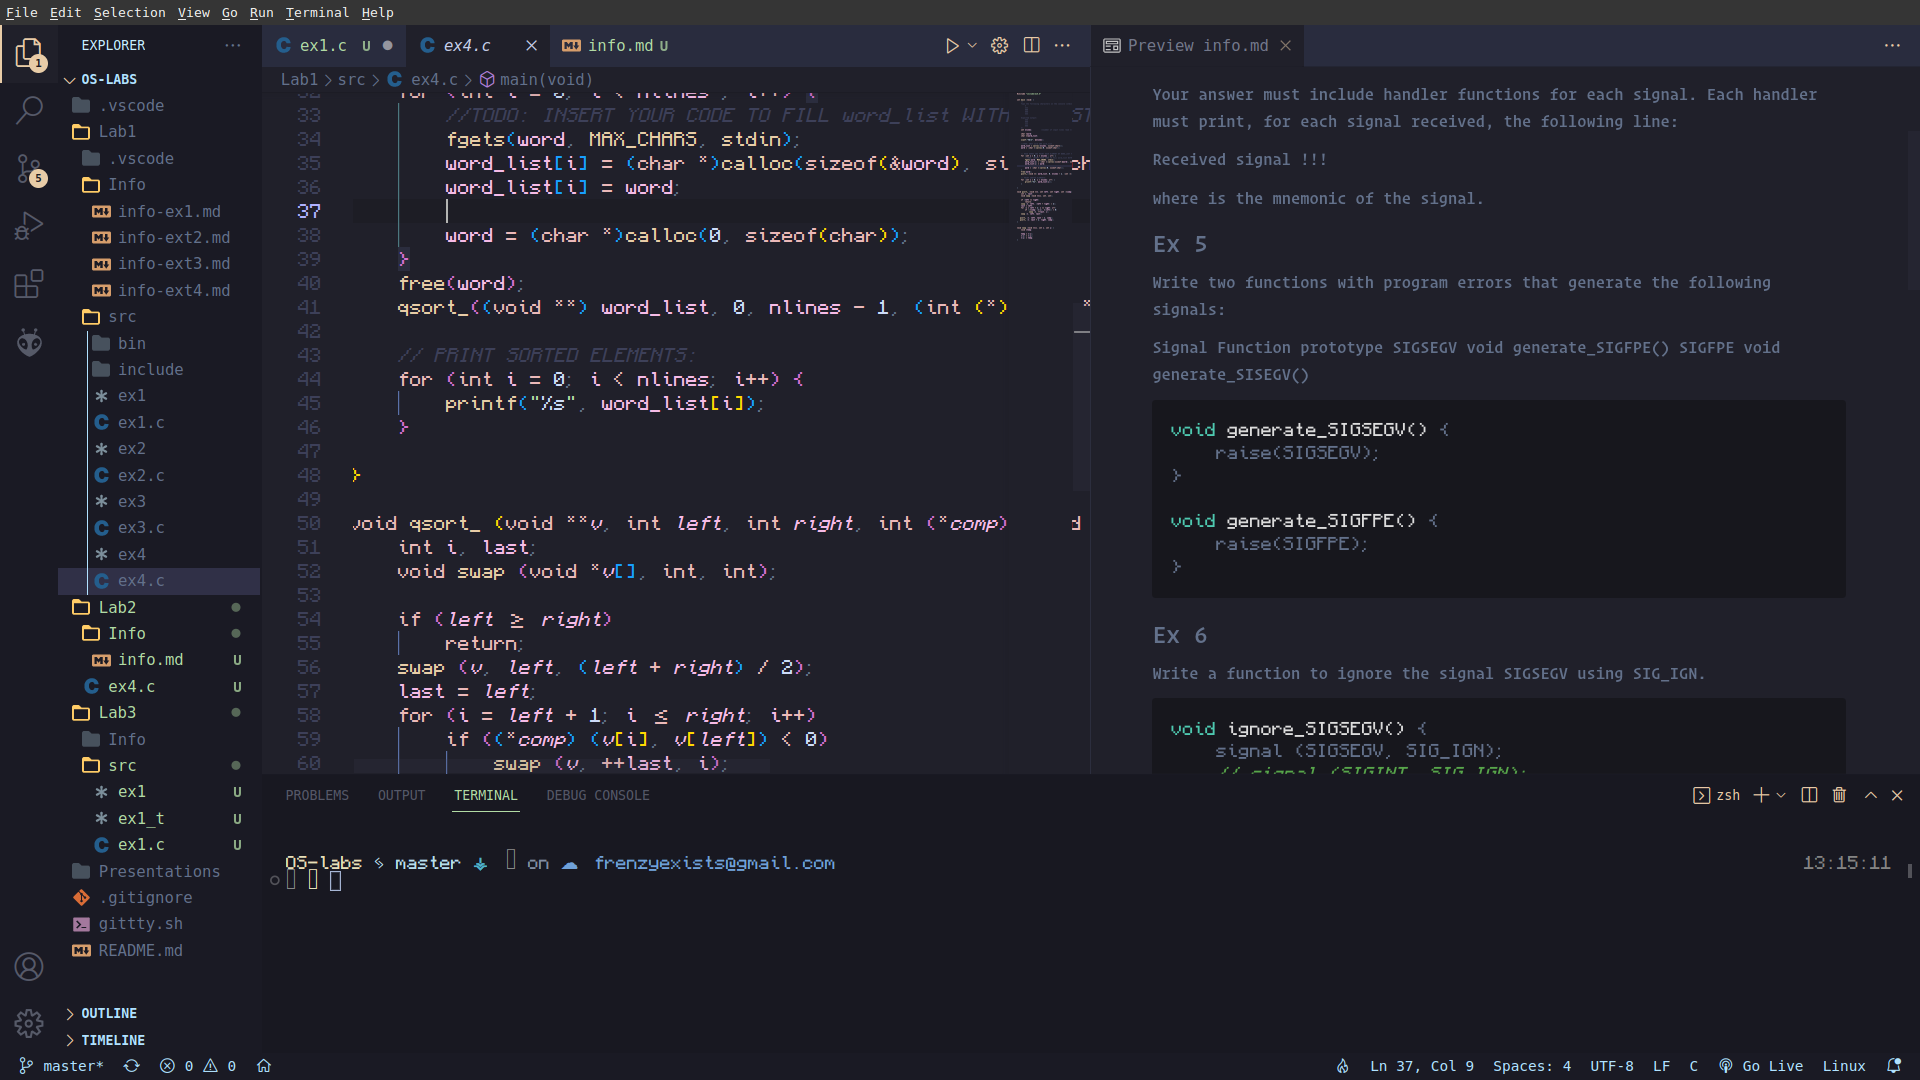 File Edit Selection View Go Run Terminal Help
1
5
EXPLORER ···
OS-LABS
.vscode
Lab1
.vscode
Info
info-ex1.md
info-ext2.md
info-ext3.md
info-ext4.md
src
bin
include
ex1
ex1.c
ex2
ex2.c
ex3
ex3.c
ex4
ex4.c
Lab2
Info
info.md U
ex4.c U
Lab3
Info
src
ex1 U
ex1_t U
ex1.c U
Presentations
.gitignore
gittty.sh
README.md
OUTLINE
TIMELINE
ex1.c U ex4.c info.md U
Lab1 > src > ex4.c > main(void)
32 for (int i = 0; i < nlines ; i++) {
33 //TODO: INSERT YOUR CODE TO FILL word_list WITH ST
34 fgets(word, MAX_CHARS, stdin);
35 word_list[i] = (char *)calloc(sizeof(&word), si ch
36 word_list[i] = word;
37
38 word = (char *)calloc(0, sizeof(char));
39 }
40 free(word);
41 qsort_((void **) word_list, 0, nlines - 1, (int (*) *
42
43 // PRINT SORTED ELEMENTS:
44 for (int i = 0; i < nlines; i++) {
45 printf("%s", word_list[i]);
46 }
47
48 }
49
50 void qsort_ (void **v, int left, int right, int (*comp) d
51 int i, last;
52 void swap (void *v[], int, int);
53
54 if (left ≥ right)
55 return;
56 swap (v, left, (left + right) / 2);
57 last = left;
58 for (i = left + 1; i ≤ right; i++)
59 if ((*comp) (v[i], v[left]) < 0)
60 swap (v, ++last, i);
Preview info.md
Your answer must include handler functions for each signal. Each handler
must print, for each signal received, the following line:
Received signal !!!
where is the mnemonic of the signal.
Ex 5
Write two functions with program errors that generate the following
signals:
Signal Function prototype SIGSEGV void generate_SIGFPE() SIGFPE void
generate_SISEGV()
void generate_SIGSEGV() {
raise(SIGSEGV);
}
void generate_SIGFPE() {
raise(SIGFPE);
}
Ex 6
Write a function to ignore the signal SIGSEGV using SIG_IGN.
void ignore_SIGSEGV() {
signal (SIGSEGV, SIG_IGN);
// signal (SIGINT, SIG_IGN);
PROBLEMS OUTPUT TERMINAL DEBUG CONSOLE
zsh
OS-labs master on frenzyexists@gmail.com 13:15:11
master* 0 0
Ln 37, Col 9 Spaces: 4 UTF-8 LF C Go Live Linux